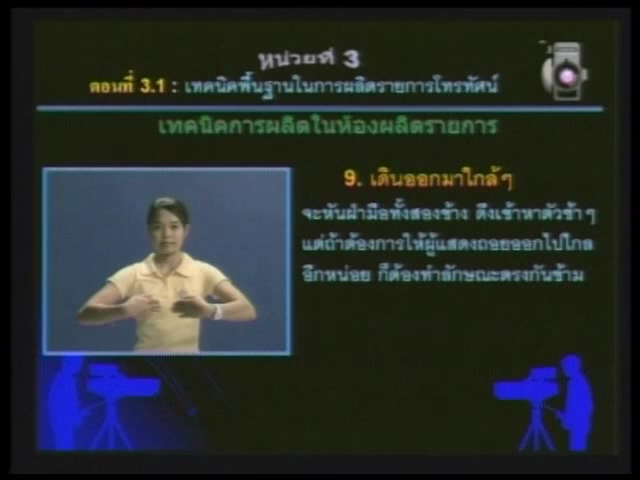 หน่วยที่ 3
ตอนที่ 3.1 : เทคนิคพื้นฐานในการผลิตรายการโทรทัศน์
เทคนิคการผลิตในห้องผลิตรายการ
9. เดินออกมาใกล้ๆ
จะหันฝ่ามือทั้งสองข้าง ดึงเข้าหาตัวช้าๆ
แต่ถ้าต้องการให้ผู้แสดงถอยออกไปไกล
อีกหน่อย ก็ต้องทำลักษณะตรงกันข้าม